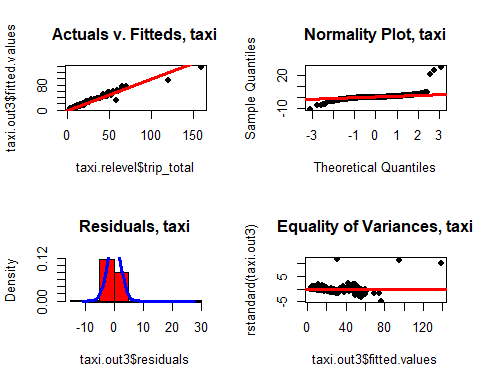 Actuals v. Fitteds, taxi
taxi.out3$fitted.values
0 80
0 50 100 150
taxi.relevel$trip_total
Normality Plot, taxi
Sample Quantiles
-10 20
-3 -2 -1 0 1 2 3
Theoretical Quantiles
Residuals, taxi
Density
0.00 0.12
-10 0 10 20 30
taxi.out3$residuals
Equality of Variances, taxi
rstandard(taxi.out3)
-5 5
0 40 80 120
taxi.out3$fitted.values